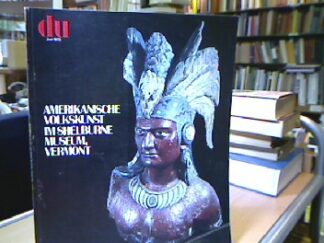 du
AMERIKANISCHE
VOLKSKUNST
IM SHELBURNE
MUSEUM,
VERMONT